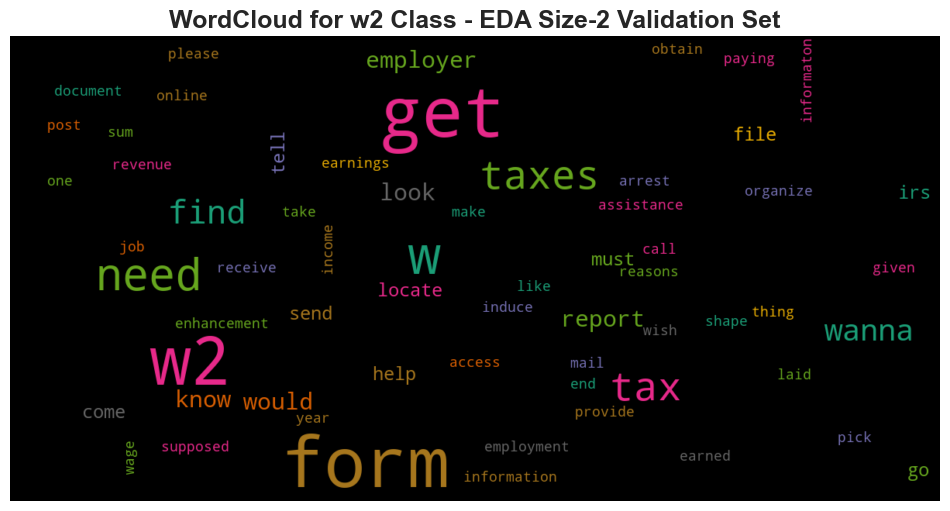 WordCloud for w2 Class - EDA Size-2 Validation Set
please
employer
obtain
paying
informaton
document
online
get
post
sum
tell
file
revenue
earnings
taxes
one
look
arrest
organize
irs
find
take
make
assistance
job
income
w
must
call
need
receive
reasons
given
locate
like
enhancement
send
induce
report
wish
shape
thing
wanna
w2
help
access
mail
end
tax
laid
know
would
come
year
provide
wage
supposed
form
employment
information
earned
pick
go